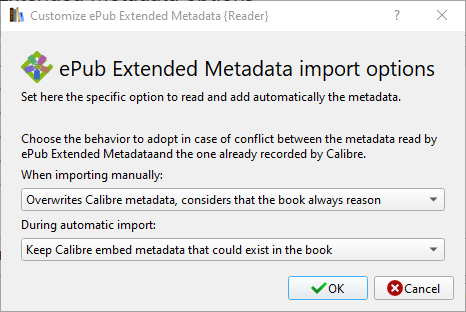 Customize ePub Extended Metadata {Reader}
ePub Extended Metadata import options
Set here the specific option to read and add automatically the metadata.
Choose the behavior to adopt in case of conflict between the metadata read by
ePub Extended Metadataand the one already recorded by Calibre.
When importing manually:
Overwrites Calibre metadata, considers that the book always reason
During automatic import:
Keep Calibre embed metadata that could exist in the book
OK
Cancel